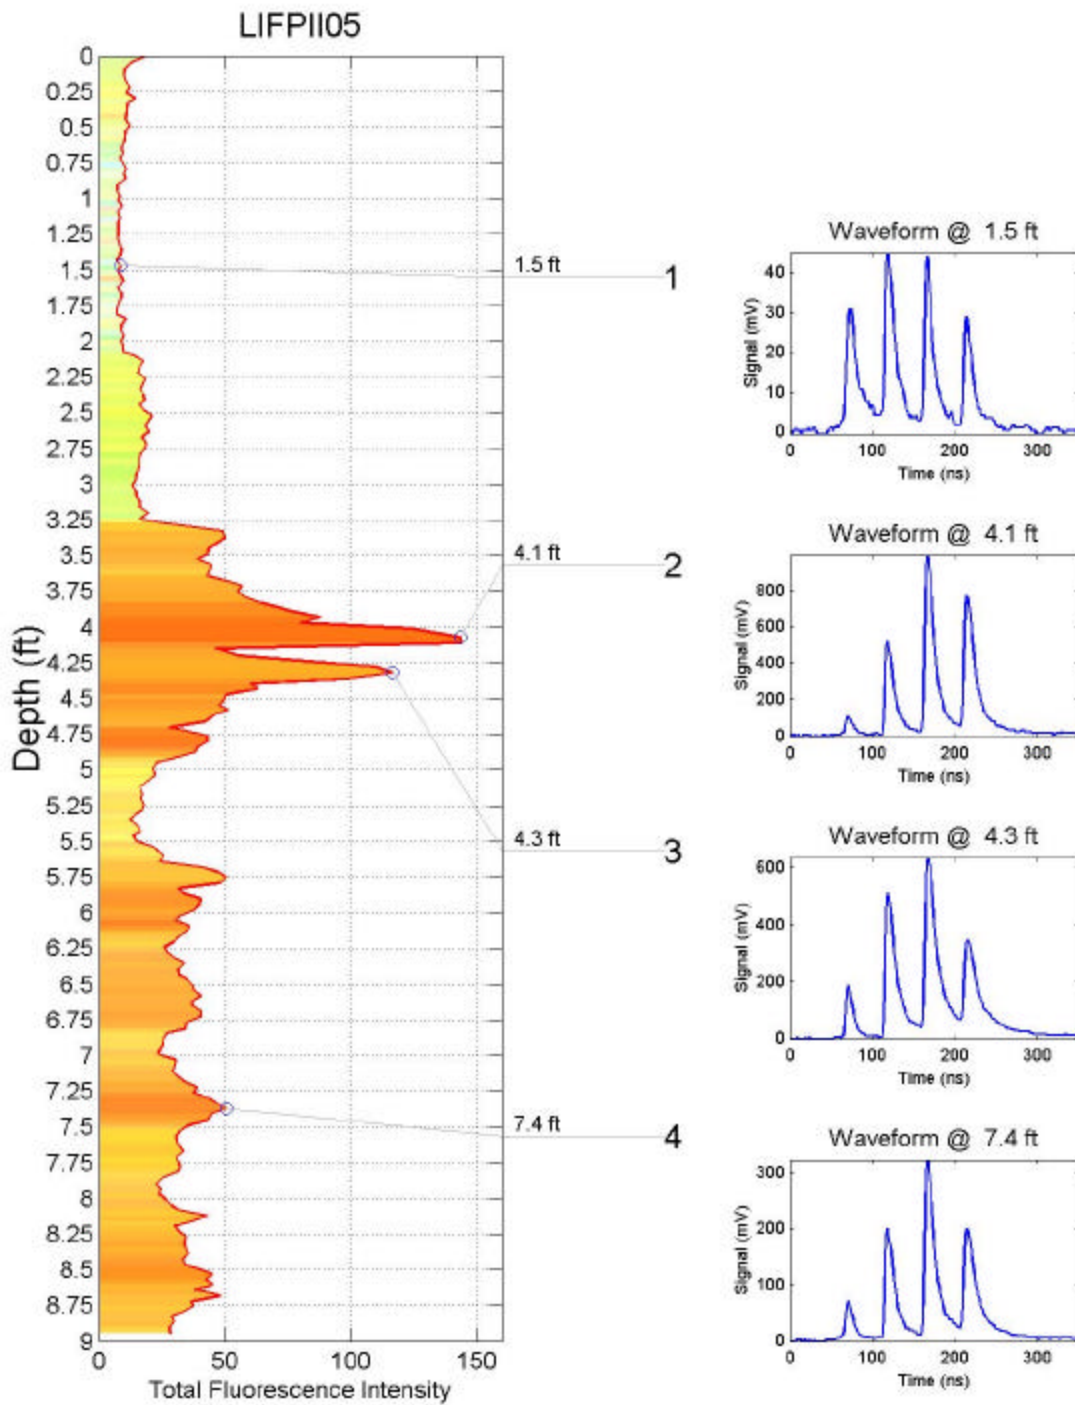 LIFPII05
0
0.25
0.5
0.75
1
1.25
1.5
1.75
2
2.25
2.5
2.75
3
3.25
3.5
3.75
4
4.25
4.5
4.75
5
5.25
5.5
5.75
6
6.25
6.5
6.75
7
7.25
7.5
7.75
8
8.25
8.5
8.75
9
Depth (ft)
0 50 100 150
Total Fluorescence Intensity
1.5 ft 1
4.1 ft 2
4.3 ft 3
7.4 ft 4
Waveform @ 1.5 ft
40
30
20
10
0
Signal (mV)
0 100 200 300
Time (ns)
Waveform @ 4.1 ft
800
600
400
200
0
Signal (mV)
0 100 200 300
Time (ns)
Waveform @ 4.3 ft
600
400
200
0
Signal (mV)
0 100 200 300
Time (ns)
Waveform @ 7.4 ft
300
200
100
0
Signal (mV)
0 100 200 300
Time (ns)